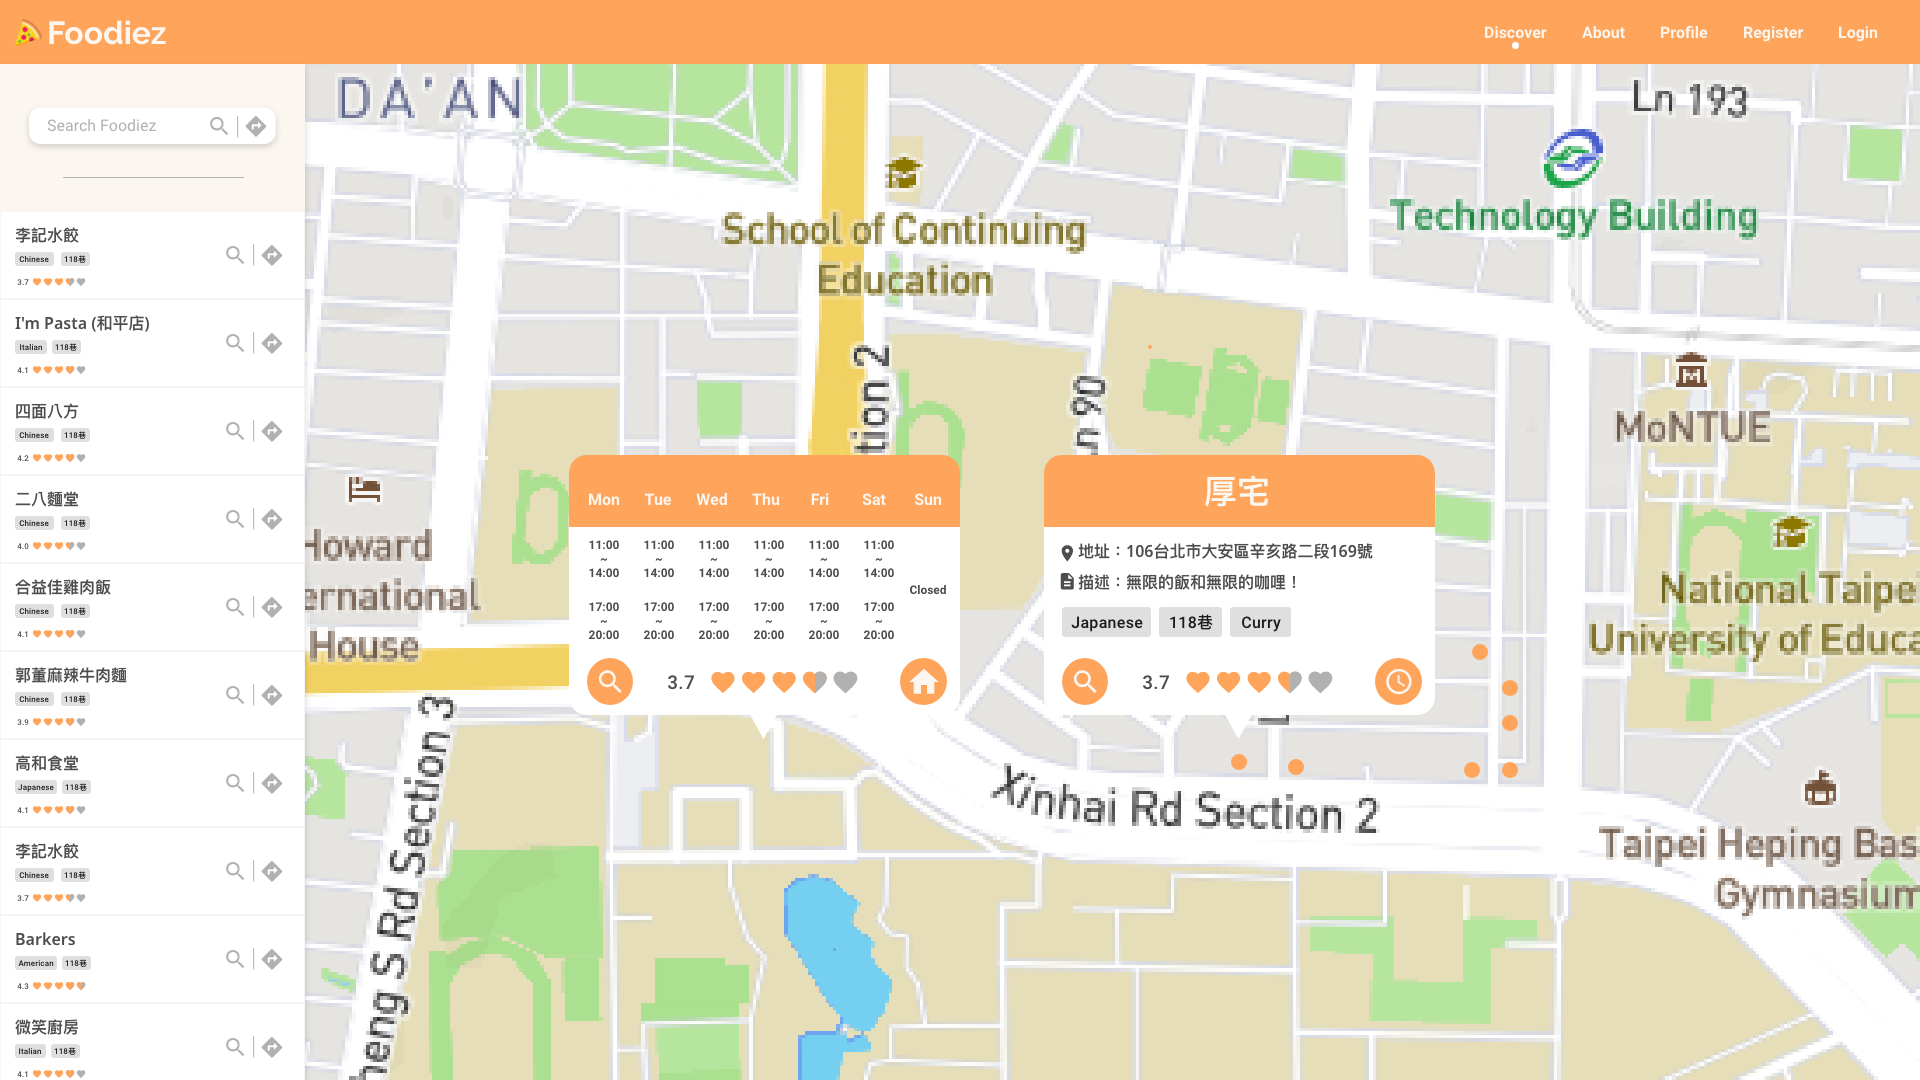 Foodiez
Discover About Profile Register Login
Search Foodiez
李記水餃
Chinese 118巷
3.7
I'm Pasta (和平店)
Italian 118巷
4.1
四面八方
Chinese 118巷
4.2
二八麵堂
Chinese 118巷
4.0
合益佳雞肉飯
Chinese 118巷
4.1
郭董麻辣牛肉麵
Chinese 118巷
3.9
高和食堂
Japanese 118巷
4.1
李記水餃
Chinese 118巷
3.7
Barkers
American 118巷
4.3
微笑廚房
Italian 118巷
4.1
DA'AN
School of Continuing
Education
Ln 193
Technology Building
MoNTUE
tion 2
Ln 90
Howard
ernational
House
National Taipe
University of Educa
Mon Tue Wed Thu Fri Sat Sun
11:00 11:00 11:00 11:00 11:00 11:00
~ ~ ~ ~ ~ ~
14:00 14:00 14:00 14:00 14:00 14:00
Closed
17:00 17:00 17:00 17:00 17:00 17:00
~ ~ ~ ~ ~ ~
20:00 20:00 20:00 20:00 20:00 20:00
3.7
厚宅
地址：106台北市大安區辛亥路二段169號
描述：無限的飯和無限的咖哩！
Japanese 118巷 Curry
3.7
heng S Rd Section 3
Xinhai Rd Section 2
Taipei Heping Bas
Gymnasium